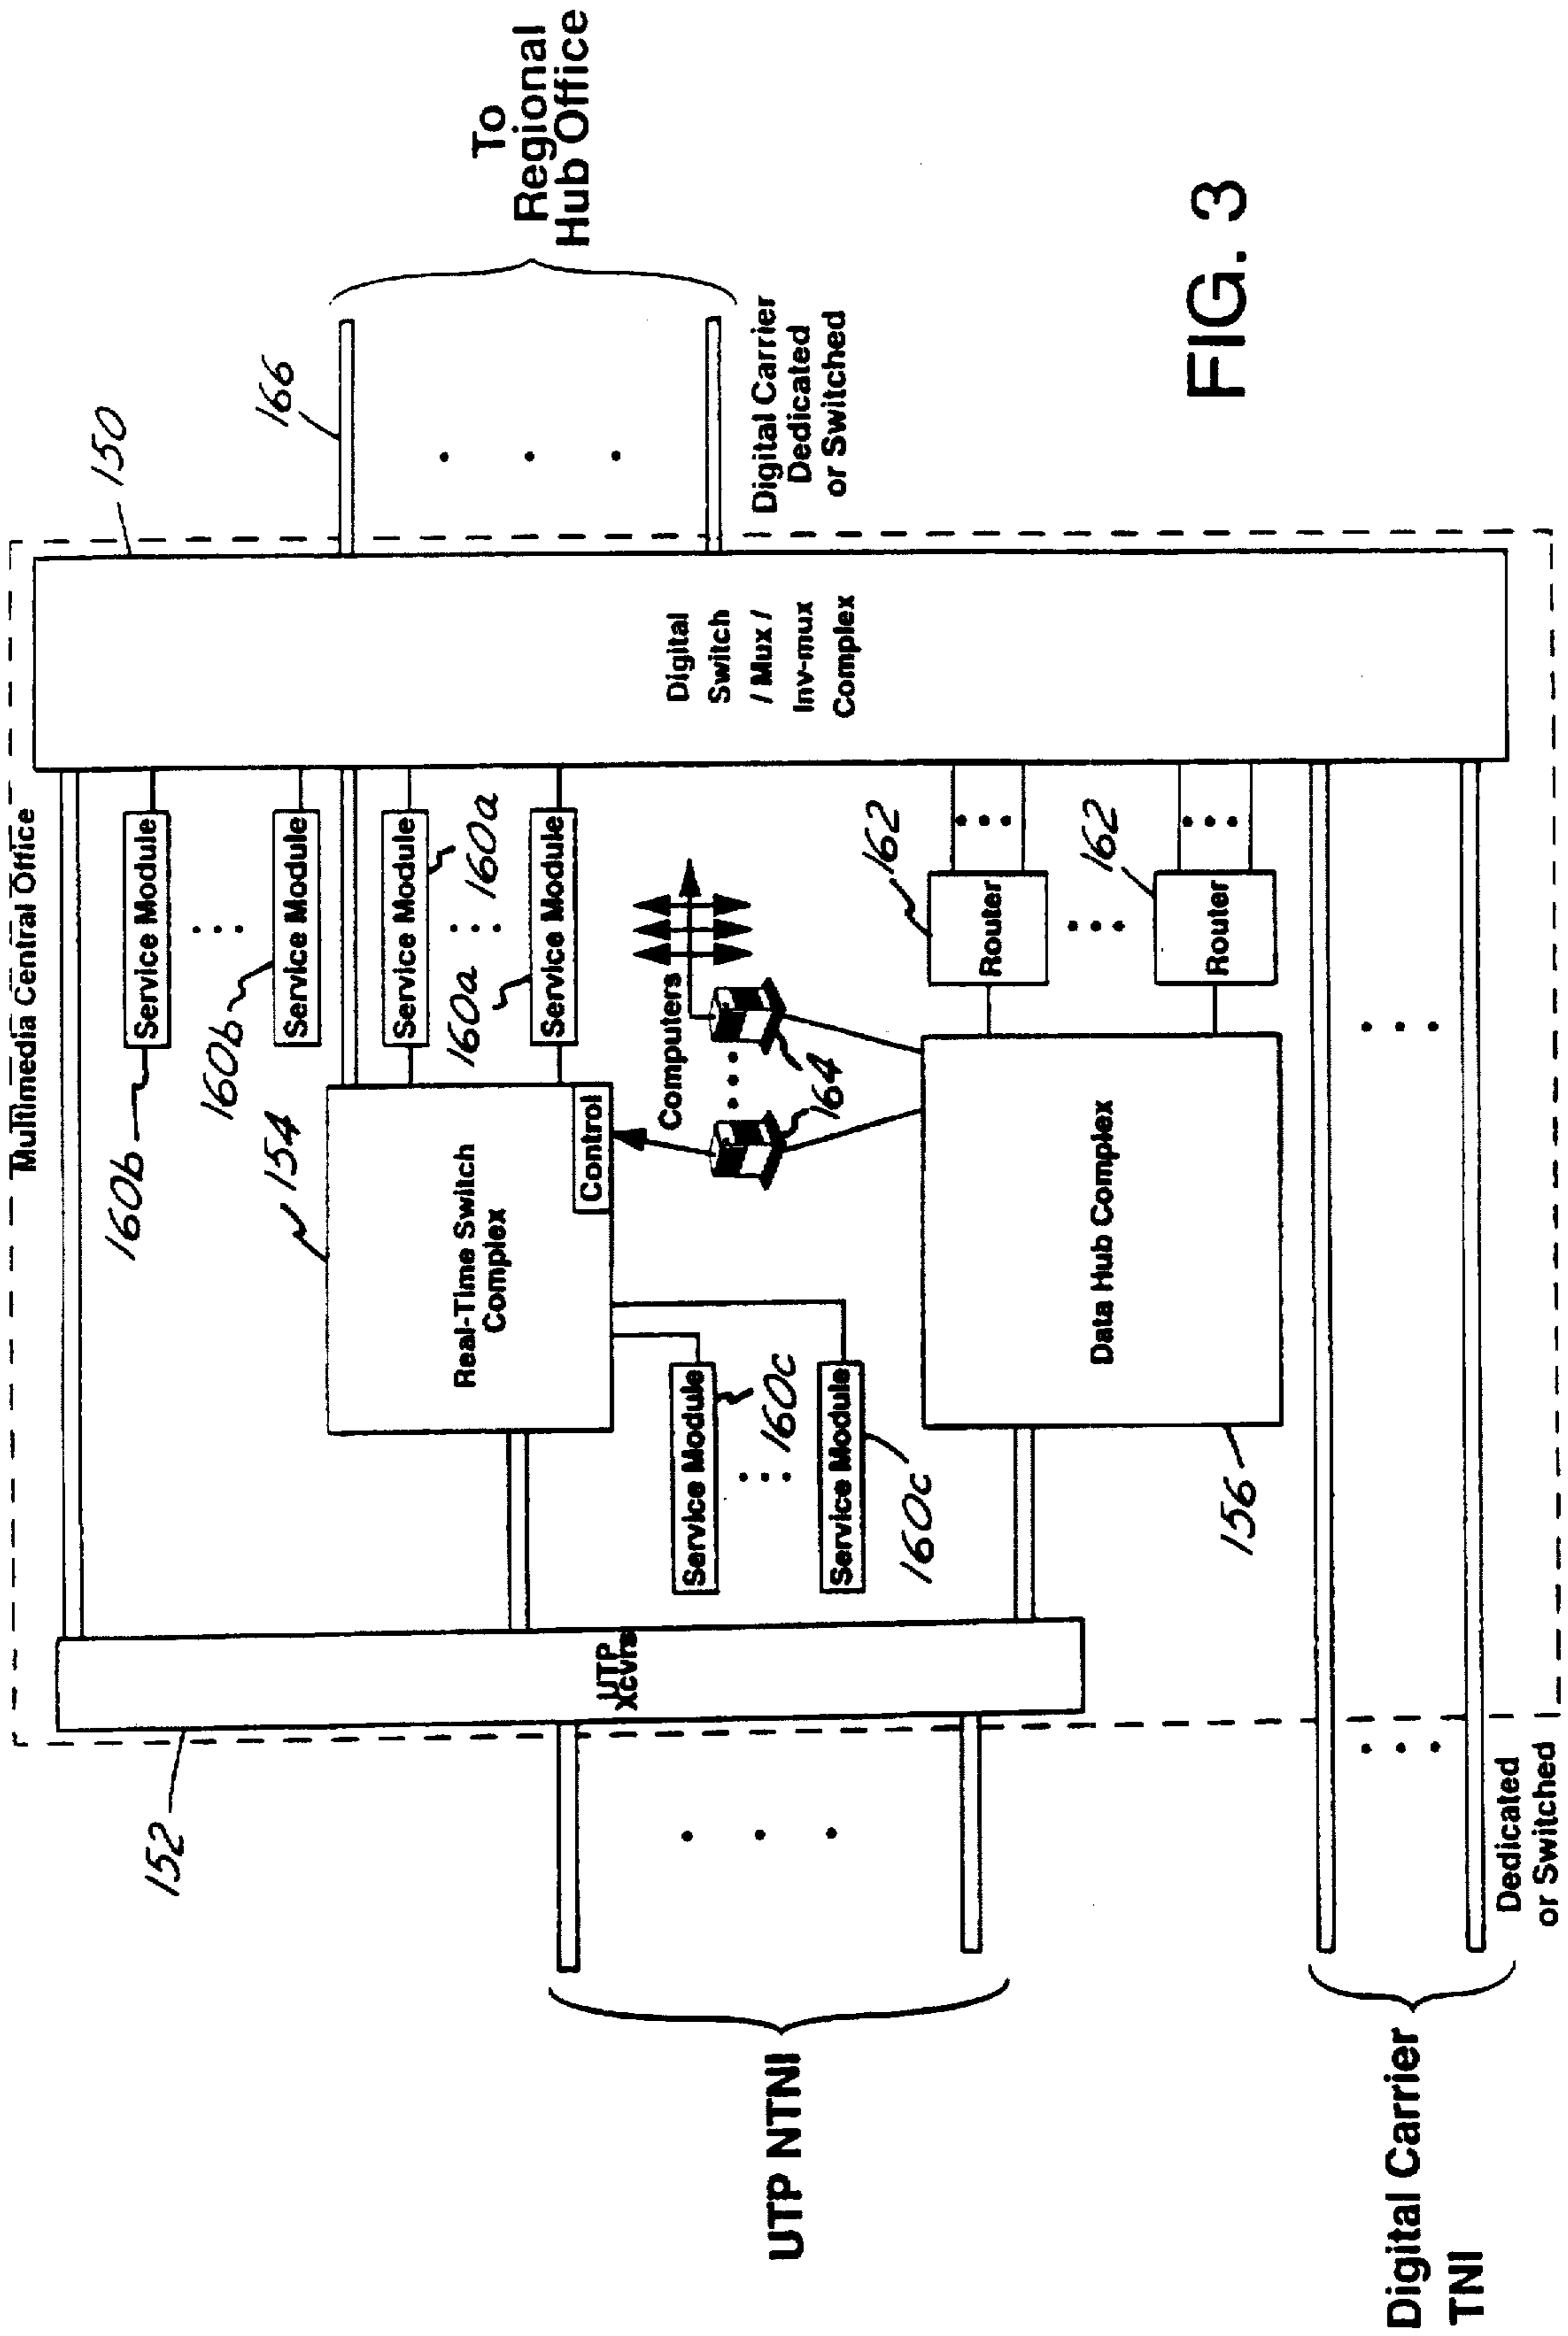 Multimeda Central Office
150
152
160b
Service Module
160b
Service Module
166
154
Service Module
160a
160a
Service Module
Real-Time Switch
Complex
Control
To
Regional
Hub Office
UTP
Xcvrs
Digital
Switch
/ Mux /
Inv-mux
Complex
Computers
Service Module
160c
164
Service Module
160c
Digital Carrier
Dedicated
or Switched
UTP NTNI
162
Router
162
Router
Data Hub Complex
156
FIG. 3
Digital Carrier
TNI
Dedicated
or Switched